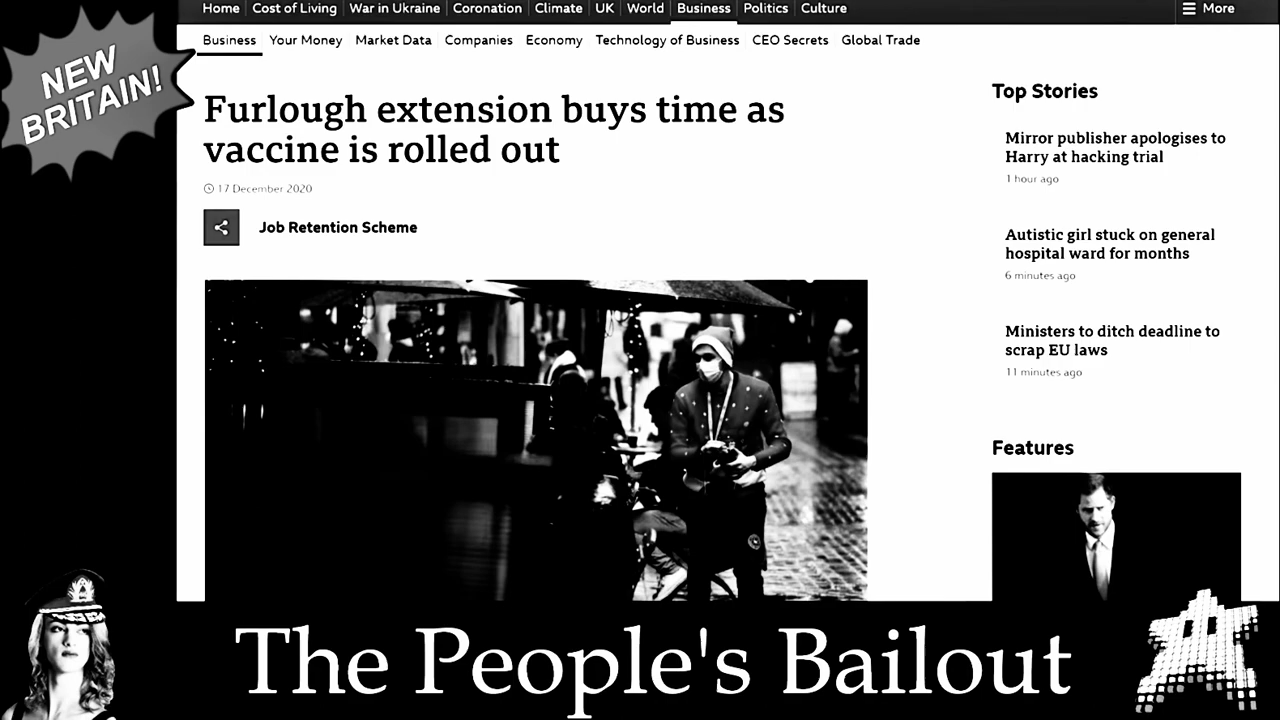 Home Cost of Living War in Ukraine Coronation Climate UK World Business Politics Culture More
Business Your Money Market Data Companies Economy Technology of Business CEO Secrets Global Trade
NEW
BRITAIN!
Furlough extension buys time as
vaccine is rolled out
17 December 2020
Job Retention Scheme
Top Stories
Mirror publisher apologises to
Harry at hacking trial
1 hour ago
Autistic girl stuck on general
hospital ward for months
6 minutes ago
Ministers to ditch deadline to
scrap EU laws
11 minutes ago
Features
The People's Bailout